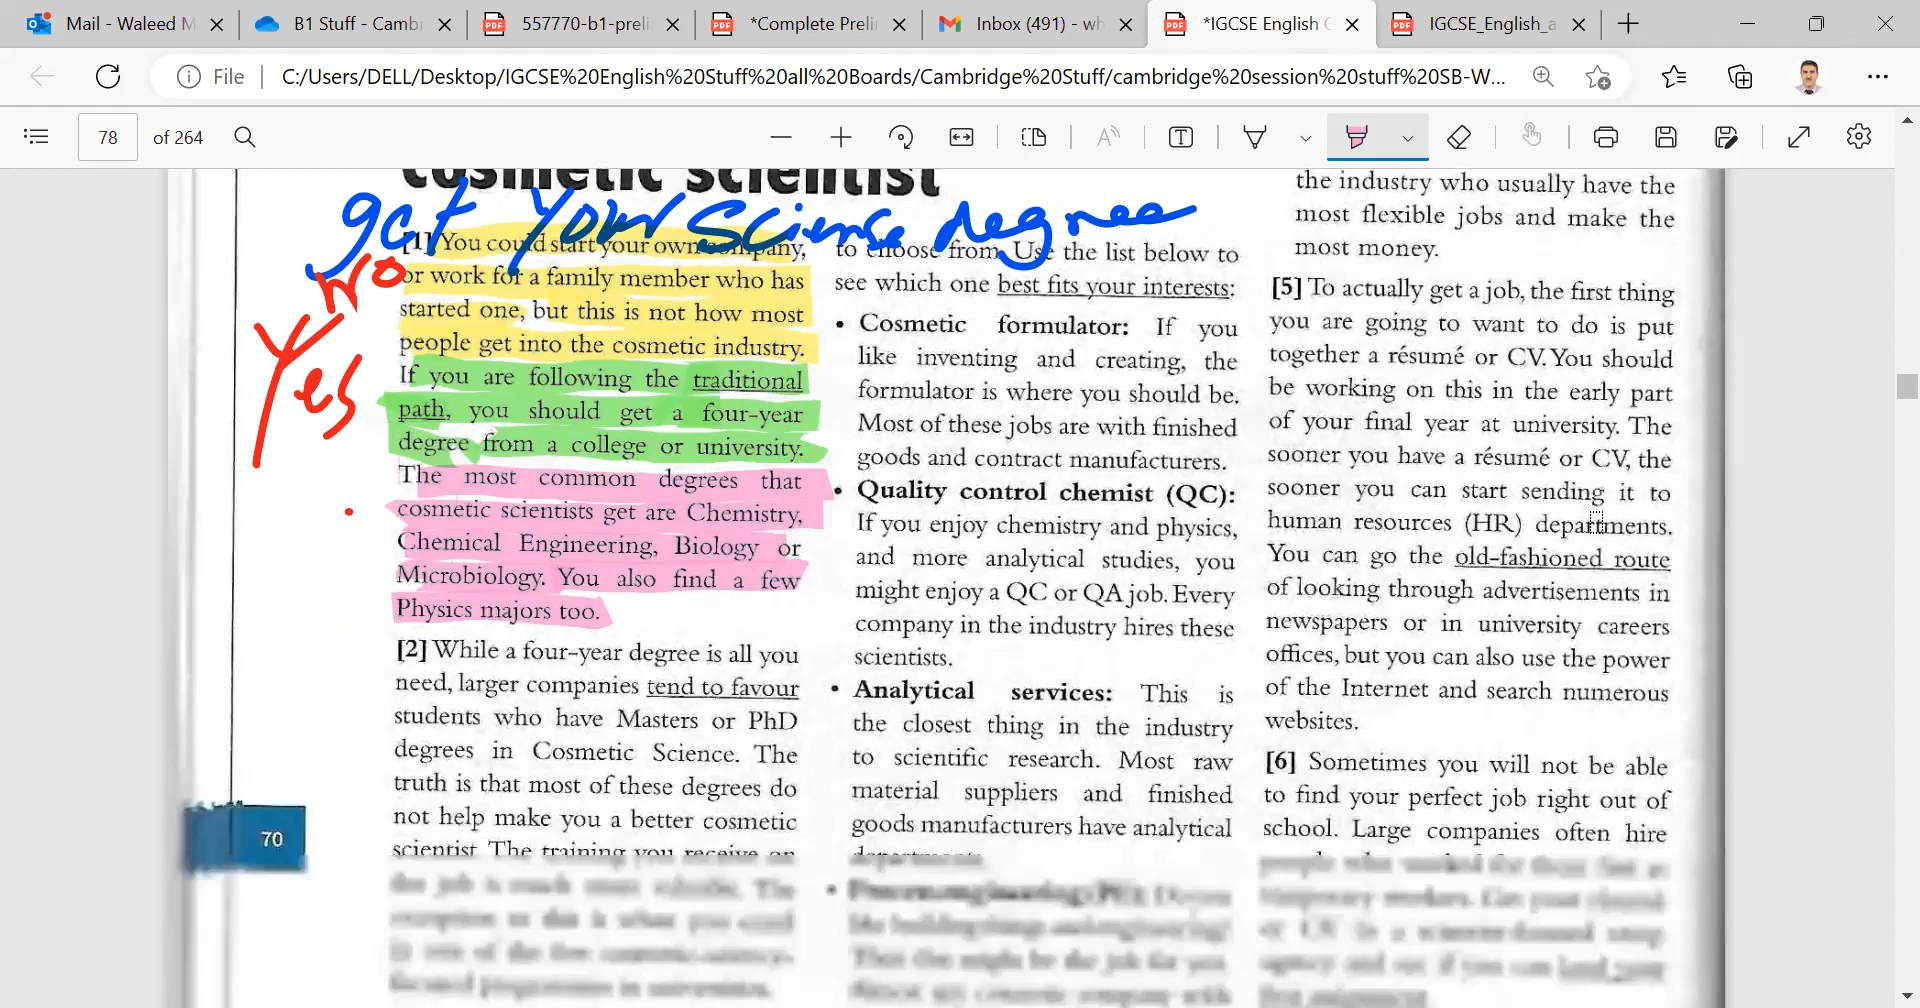 Mail - Waleed M
B1 Stuff - Camb
557770-b1-preli
*Complete Preli
Inbox (491) - wh
*IGCSE English C
IGCSE_English_a
File
C:/Users/DELL/Desktop/IGCSE%20English%20Stuff%20all%20Boards/Cambridge%20Stuff/cambridge%20session%20stuff%20SB-W...
78 of 264
cosmetic scientist
get your science degree
No
Yes
[1] You could start your own company,
or work for a family member who has
started one, but this is not how most
people get into the cosmetic industry.
If you are following the traditional
path, you should get a four-year
degree from a college or university.
The most common degrees that
cosmetic scientists get are Chemistry,
Chemical Engineering, Biology or
Microbiology. You also find a few
Physics majors too.
[2] While a four-year degree is all you
need, larger companies tend to favour
students who have Masters or PhD
degrees in Cosmetic Science. The
truth is that most of these degrees do
not help make you a better cosmetic
scientist. The training you receive on
the job is much more valuable. The
70
to choose from. Use the list below to
see which one best fits your interests:
• Cosmetic formulator: If you
like inventing and creating, the
formulator is where you should be.
Most of these jobs are with finished
goods and contract manufacturers.
• Quality control chemist (QC):
If you enjoy chemistry and physics,
and more analytical studies, you
might enjoy a QC or QA job. Every
company in the industry hires these
scientists.
• Analytical services: This is
the closest thing in the industry
to scientific research. Most raw
material suppliers and finished
goods manufacturers have analytical
departments.
the industry who usually have the
most flexible jobs and make the
most money.
[5] To actually get a job, the first thing
you are going to want to do is put
together a résumé or CV. You should
be working on this in the early part
of your final year at university. The
sooner you have a résumé or CV, the
sooner you can start sending it to
human resources (HR) departments.
You can go the old-fashioned route
of looking through advertisements in
newspapers or in university careers
offices, but you can also use the power
of the Internet and search numerous
websites.
[6] Sometimes you will not be able
to find your perfect job right out of
school. Large companies often hire